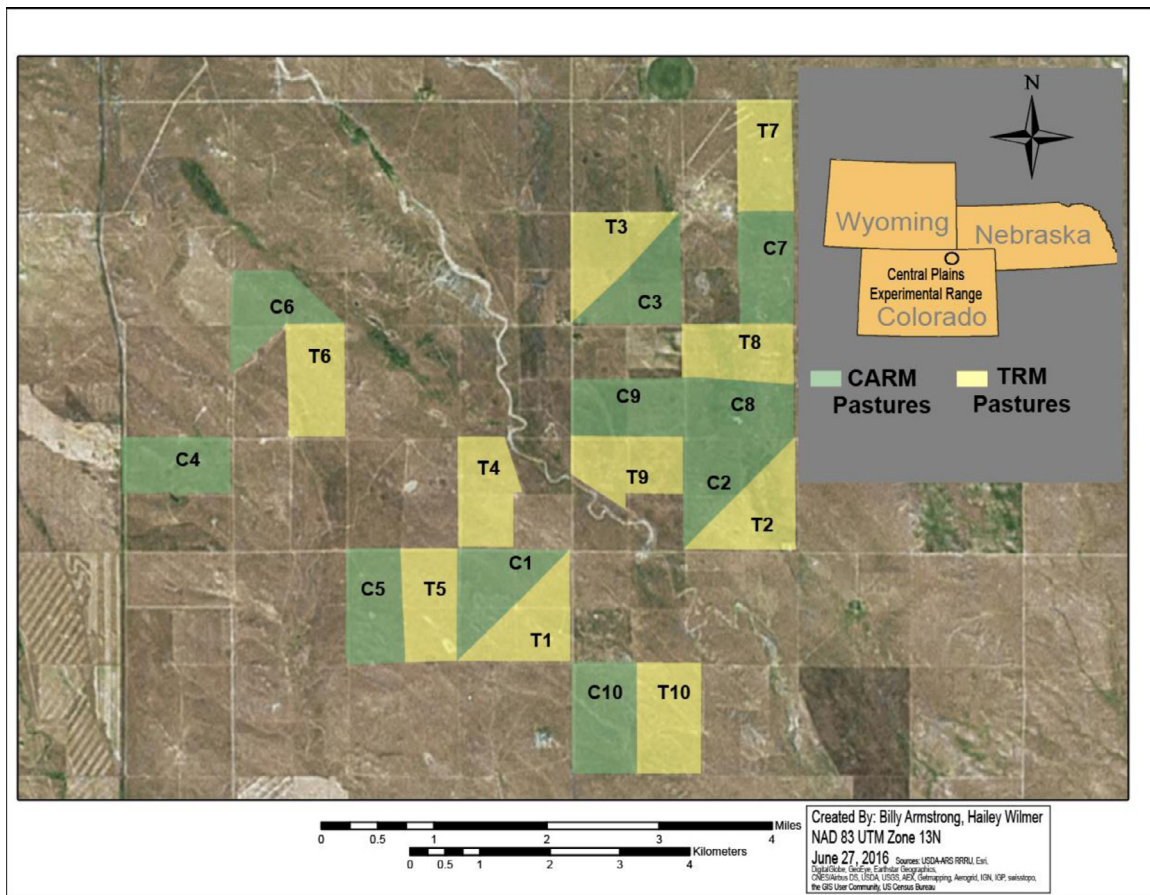 N
Wyoming
Nebraska
Central Plains
Experimental Range
Colorado
CARM
Pastures
TRM
Pastures
T7
T3
C7
C3
C6
T8
T6
C9
C8
C4
T4
T9
C2
T2
C1
C5
T5
T1
C10
T10
Miles
0 0.5 1 2 3 4
Kilometers
0 0.5 1 2 3 4
Created By: Billy Armstrong, Hailey Wilmer
NAD 83 UTM Zone 13N
June 27, 2016 Sources: USDA-ARS RRRU, Esri,
DigitalGlobe, GeoEye, Earthstar Geographics,
CNES/Airbus DS, USDA, USGS, AEX, Getmapping, Aerogrid, IGN, IGP, swisstopo,
the GIS User Community, US Census Bureau